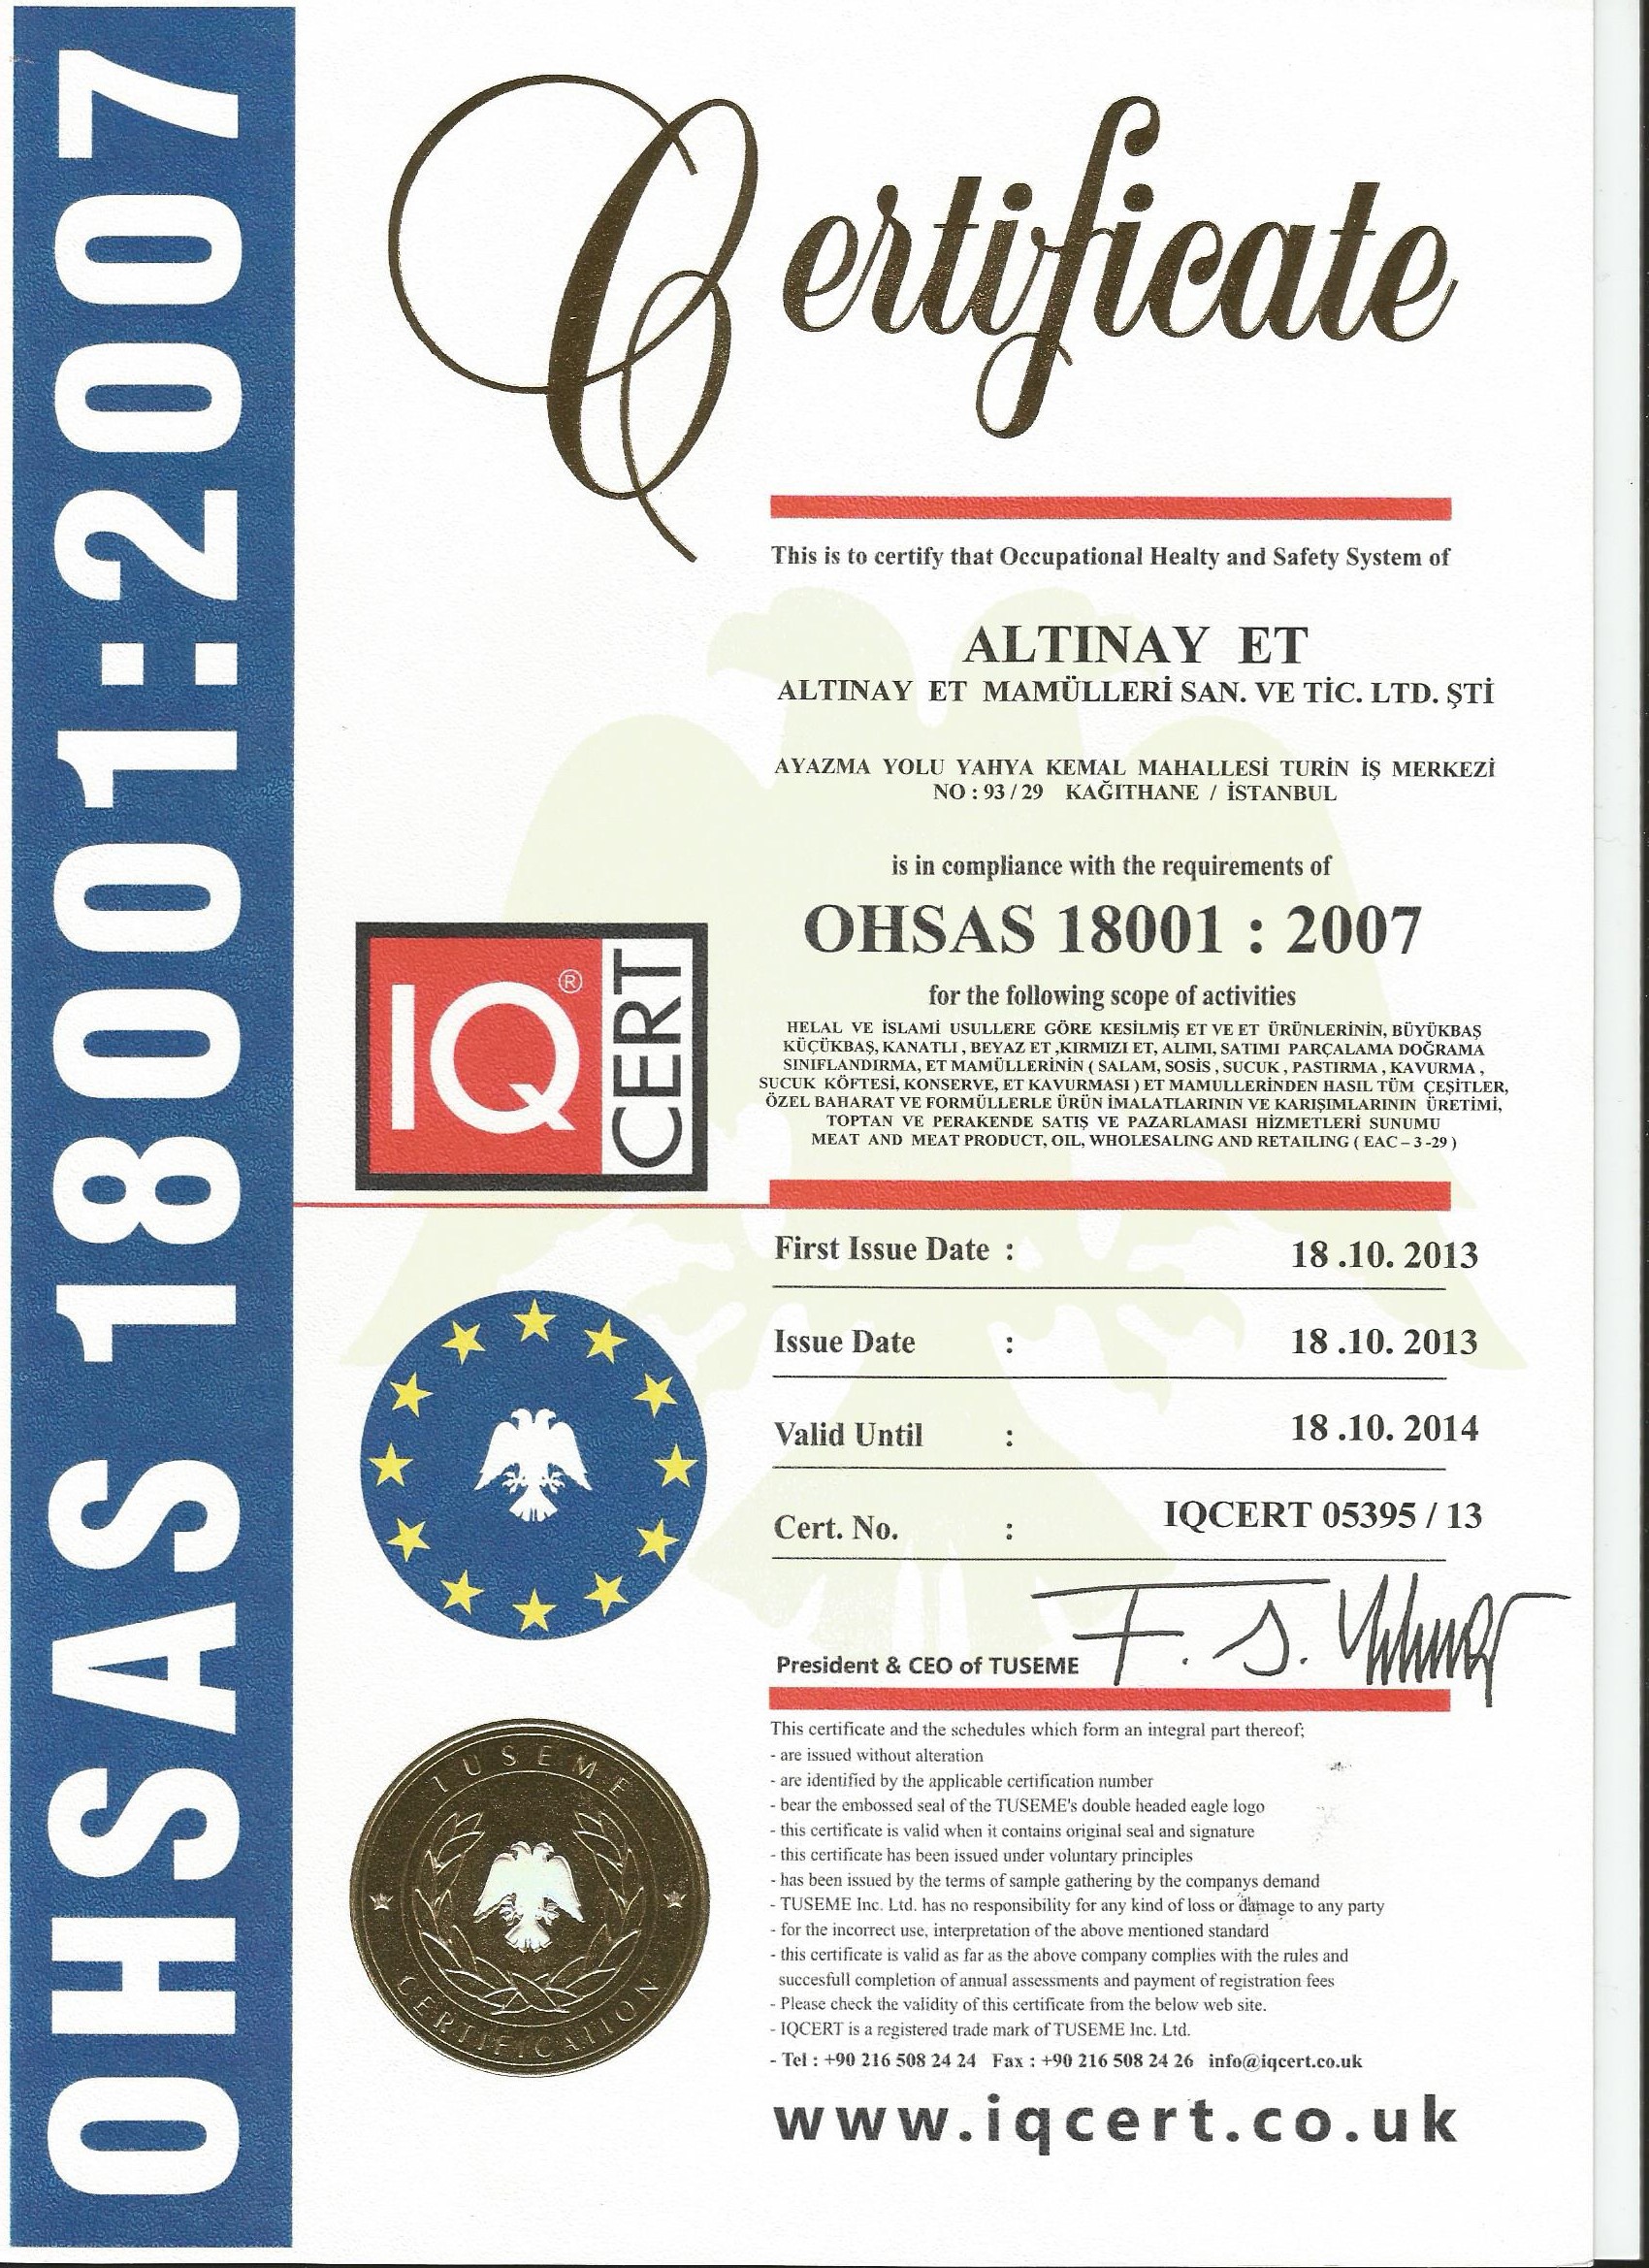 OHSAS 18001:2007
Certificate
This is to certify that Occupational Healty and Safety System of
ALTINAY ET
ALTINAY ET MAMÜLLERİ SAN. VE TİC. LTD. ŞTİ
AYAZMA YOLU YAHYA KEMAL MAHALLESİ TURİN İŞ MERKEZİ
NO : 93 / 29 KAĞITHANE / İSTANBUL
is in compliance with the requirements of
OHSAS 18001 : 2007
for the following scope of activities
HELAL VE İSLAMİ USULLERE GÖRE KESİLMİŞ ET VE ET ÜRÜNLERİNİN, BÜYÜKBAŞ
KÜÇÜKBAŞ, KANATLI , BEYAZ ET ,KIRMIZI ET, ALIMI, SATIMI PARÇALAMA DOĞRAMA
SINIFLANDIRMA, ET MAMÜLLERİNİN ( SALAM, SOSİS , SUCUK , PASTIRMA , KAVURMA ,
SUCUK KÖFTESİ, KONSERVE, ET KAVURMASI ) ET MAMULLERİNDEN HASIL TÜM ÇEŞİTLER,
ÖZEL BAHARAT VE FORMÜLLERLE ÜRÜN İMALATLARININ VE KARIŞIMLARININ ÜRETİMİ,
TOPTAN VE PERAKENDE SATIŞ VE PAZARLAMASI HİZMETLERİ SUNUMU
MEAT AND MEAT PRODUCT, OIL, WHOLESALING AND RETAILING ( EAC – 3 -29 )
IQ® CERT
First Issue Date : 18 .10. 2013
Issue Date : 18 .10. 2013
Valid Until : 18 .10. 2014
Cert. No. : IQCERT 05395 / 13
President & CEO of TUSEME
TUSEME
CERTIFICATION
This certificate and the schedules which form an integral part thereof;
- are issued without alteration
- are identified by the applicable certification number
- bear the embossed seal of the TUSEME's double headed eagle logo
- this certificate is valid when it contains original seal and signature
- this certificate has been issued under voluntary principles
- has been issued by the terms of sample gathering by the companys demand
- TUSEME Inc. Ltd. has no responsibility for any kind of loss or damage to any party
- for the incorrect use, interpretation of the above mentioned standard
- this certificate is valid as far as the above company complies with the rules and
succesfull completion of annual assessments and payment of registration fees
- Please check the validity of this certificate from the below web site.
- IQCERT is a registered trade mark of TUSEME Inc. Ltd.
- Tel : +90 216 508 24 24 Fax : +90 216 508 24 26 info@iqcert.co.uk
www.iqcert.co.uk